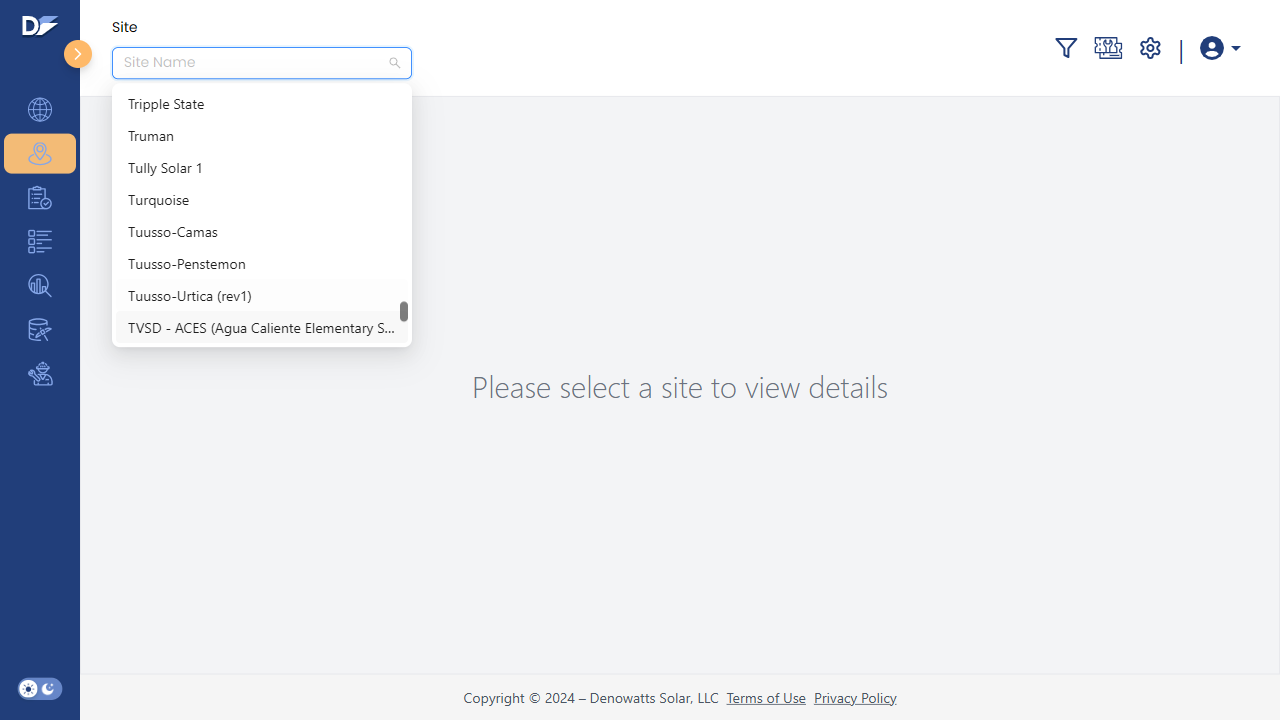 Site
Site Name
Tripple State
Truman
Tully Solar 1
Turquoise
Tuusso-Camas
Tuusso-Penstemon
Tuusso-Urtica (rev1)
TVSD - ACES (Agua Caliente Elementary S...
Please select a site to view details
Copyright © 2024 – Denowatts Solar, LLC Terms of Use Privacy Policy